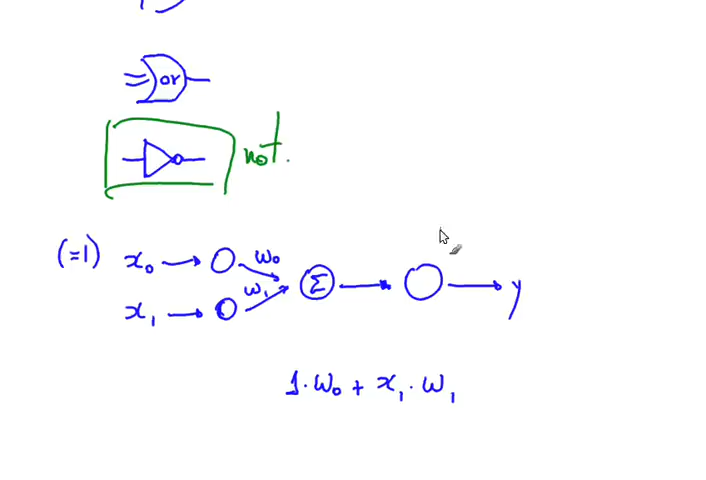 or
not.
(=1) x₀ → w₀
Σ → → y
x₁ → w₁
1·w₀ + x₁·w₁